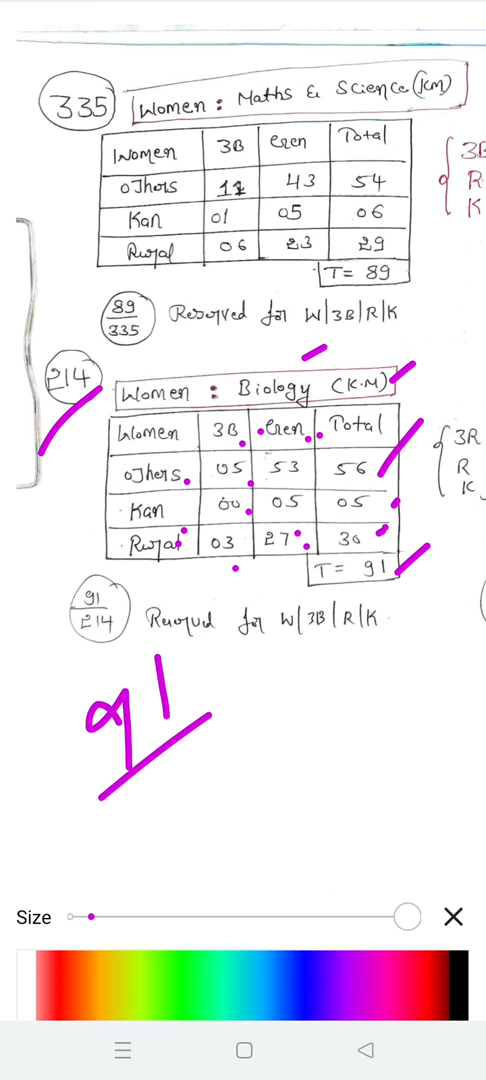 335 Women : Maths & Science (KM)
Women 3B Gen Total
Others 11 43 54
Kan 01 05 06
Rural 06 23 29
T = 89
3B
R
K
89/335 Reserved for W/3B/R/K
214 Women : Biology (K.M)
Women 3B Gen Total
Others 05 53 56
Kan 00 05 05
Rural 03 27 30
T = 91
3R
R
K
91/214 Reserved for W/3B/R/K
91
Size